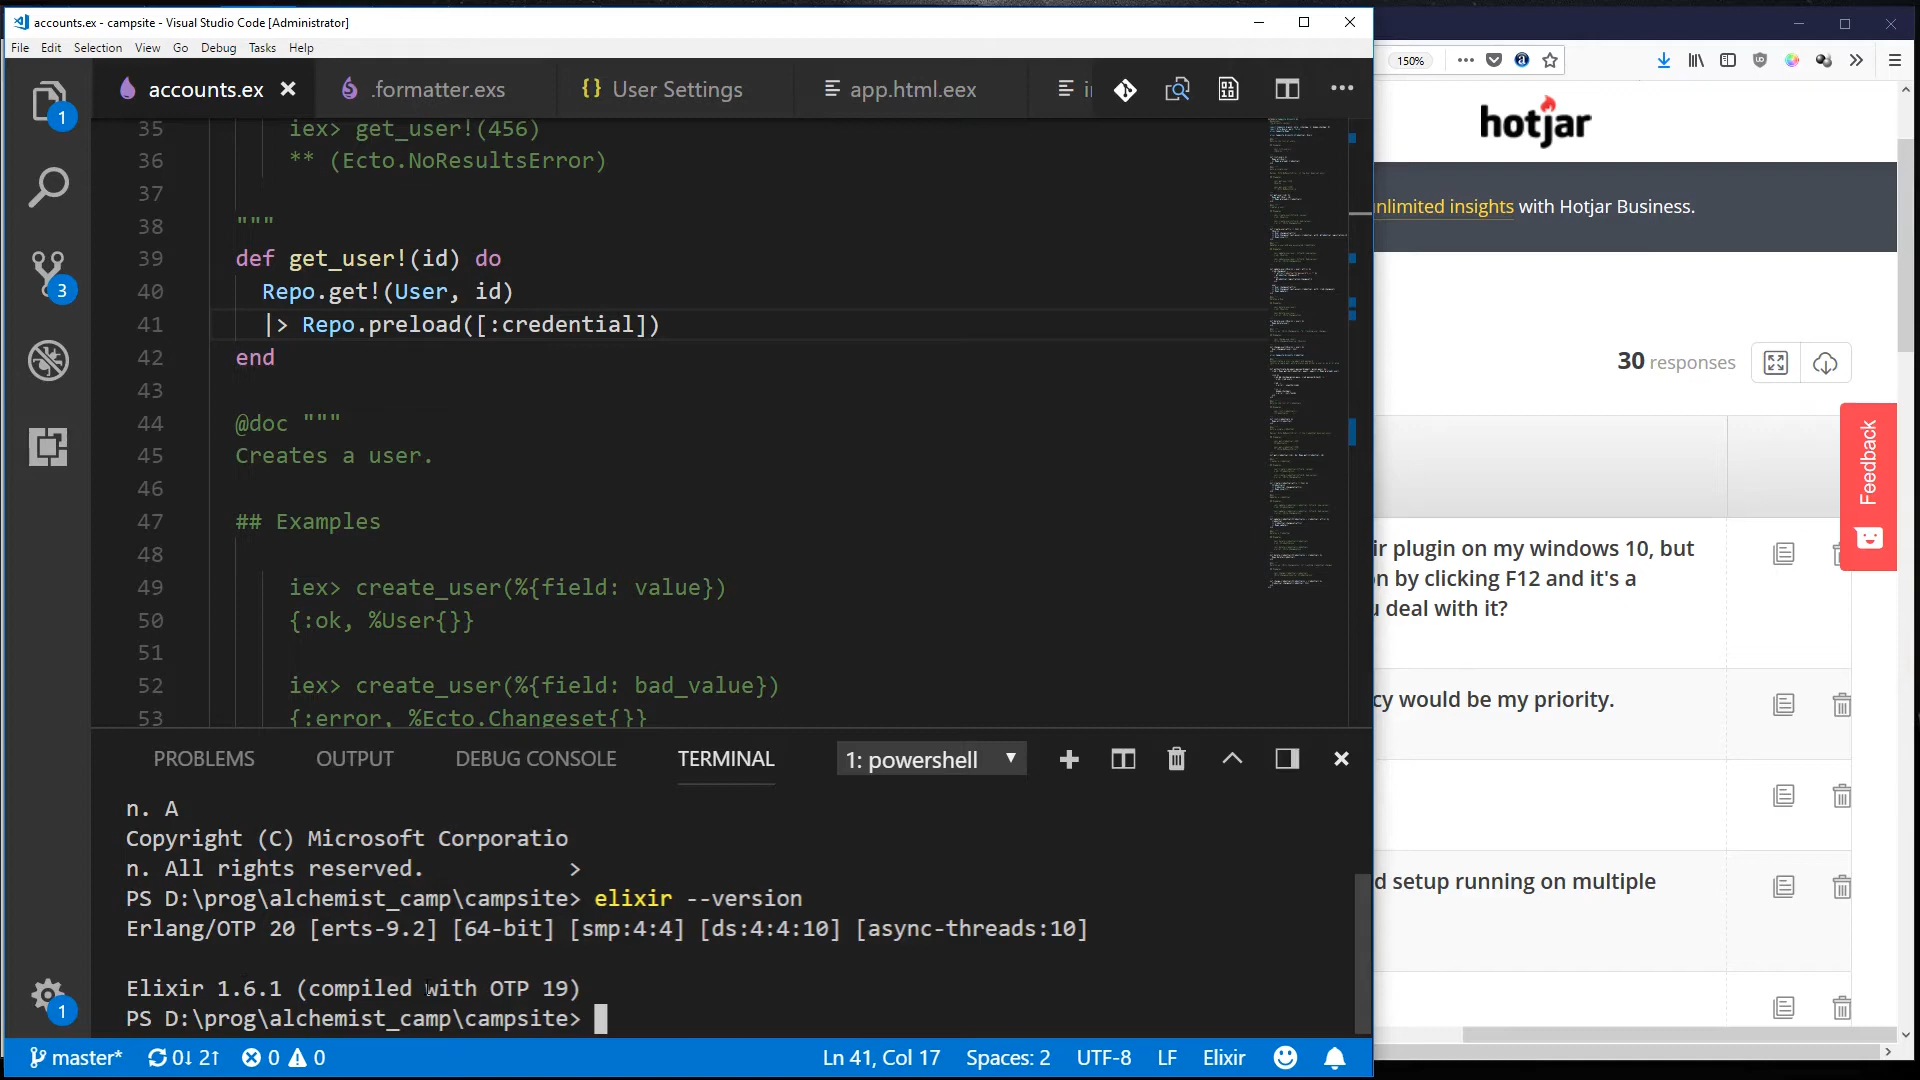 accounts.ex - campsite - Visual Studio Code [Administrator]
File Edit Selection View Go Debug Tasks Help
accounts.ex
.formatter.exs
{} User Settings
app.html.eex
35 iex> get_user!(456)
36 ** (Ecto.NoResultsError)
37
38 """
39 def get_user!(id) do
40 Repo.get!(User, id)
41 |> Repo.preload([:credential])
42 end
43
44 @doc """
45 Creates a user.
46
47 ## Examples
48
49 iex> create_user(%{field: value})
50 {:ok, %User{}}
51
52 iex> create_user(%{field: bad_value})
53 {:error, %Ecto.Changeset{}}
1
3
1
PROBLEMS OUTPUT DEBUG CONSOLE TERMINAL 1: powershell
n. A
Copyright (C) Microsoft Corporatio
n. All rights reserved. >
PS D:\prog\alchemist_camp\campsite> elixir --version
Erlang/OTP 20 [erts-9.2] [64-bit] [smp:4:4] [ds:4:4:10] [async-threads:10]
Elixir 1.6.1 (compiled with OTP 19)
PS D:\prog\alchemist_camp\campsite>
master* 0↓ 2↑ 0 0 Ln 41, Col 17 Spaces: 2 UTF-8 LF Elixir
150%
hotjar
unlimited insights with Hotjar Business.
30 responses
Feedback
ir plugin on my windows 10, but
n by clicking F12 and it's a
u deal with it?
cy would be my priority.
d setup running on multiple